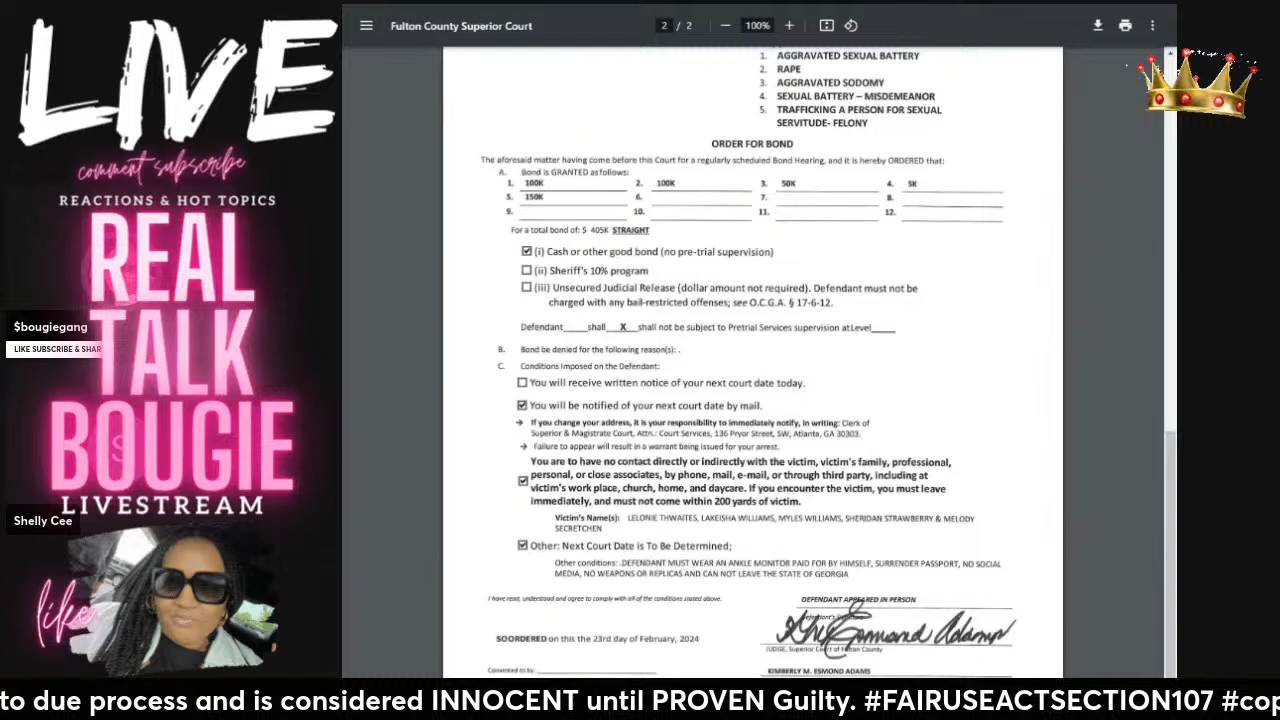 LIVE
comment subscribe
EACTIONS & HOT TOPICS
REAL
$bougiegang
LIKE SUBSCRIBE & SHAR
TALK
BOUGIE
LIVESTREAM
Shelly Cee
Fulton County Superior Court
2 / 2
100%
1. AGGRAVATED SEXUAL BATTERY
2. RAPE
3. AGGRAVATED SODOMY
4. SEXUAL BATTERY – MISDEMEANOR
5. TRAFFICKING A PERSON FOR SEXUAL
SERVITUDE- FELONY
ORDER FOR BOND
The aforesaid matter having come before this Court for a regularly scheduled Bond Hearing, and it is hereby ORDERED that:
A. Bond is GRANTED as follows:
1. 100K 2. 100K 3. 50K 4. 5K
5. 150K 6. 7. 8.
9. 10. 11. 12.
For a total bond of: $ 405K STRAIGHT
☑ (i) Cash or other good bond (no pre-trial supervision)
☐ (ii) Sheriff's 10% program
☐ (iii) Unsecured Judicial Release (dollar amount not required). Defendant must not be
charged with any bail-restricted offenses; see O.C.G.A. § 17-6-12.
Defendant_____shall___X___shall not be subject to Pretrial Services supervision at Level_____
B. Bond be denied for the following reason(s): .
C. Conditions Imposed on the Defendant:
☐ You will receive written notice of your next court date today.
☑ You will be notified of your next court date by mail.
→ If you change your address, it is your responsibility to immediately notify, in writing: Clerk of
Superior & Magistrate Court, Attn.: Court Services, 136 Pryor Street, SW, Atlanta, GA 30303.
→ Failure to appear will result in a warrant being issued for your arrest.
You are to have no contact directly or indirectly with the victim, victim's family, professional,
personal, or close associates, by phone, mail, e-mail, or through third party, including at
☑ victim's work place, church, home, and daycare. If you encounter the victim, you must leave
immediately, and must not come within 200 yards of victim.
Victim's Name(s): LELONIE THWAITES, LAKEISHA WILLIAMS, MYLES WILLIAMS, SHERIDAN STRAWBERRY & MELODY
SECRETCHEN
☑ Other: Next Court Date is To Be Determined;
Other conditions: .DEFENDANT MUST WEAR AN ANKLE MONITOR PAID FOR BY HIMSELF, SURRENDER PASSPORT, NO SOCIAL
MEDIA, NO WEAPONS OR REPLICAS AND CAN NOT LEAVE THE STATE OF GEORGIA
I have read, understood and agree to comply with all of the conditions stated above.
DEFENDANT APPEARED IN PERSON
Defendant's Signature
SO ORDERED on this the 23rd day of February, 2024
JUDGE, Superior Court of Fulton County
Consented to by: ____________________
KIMBERLY M. ESMOND ADAMS
to due process and is considered INNOCENT until PROVEN Guilty. #FAIRUSEACTSECTION107 #cop